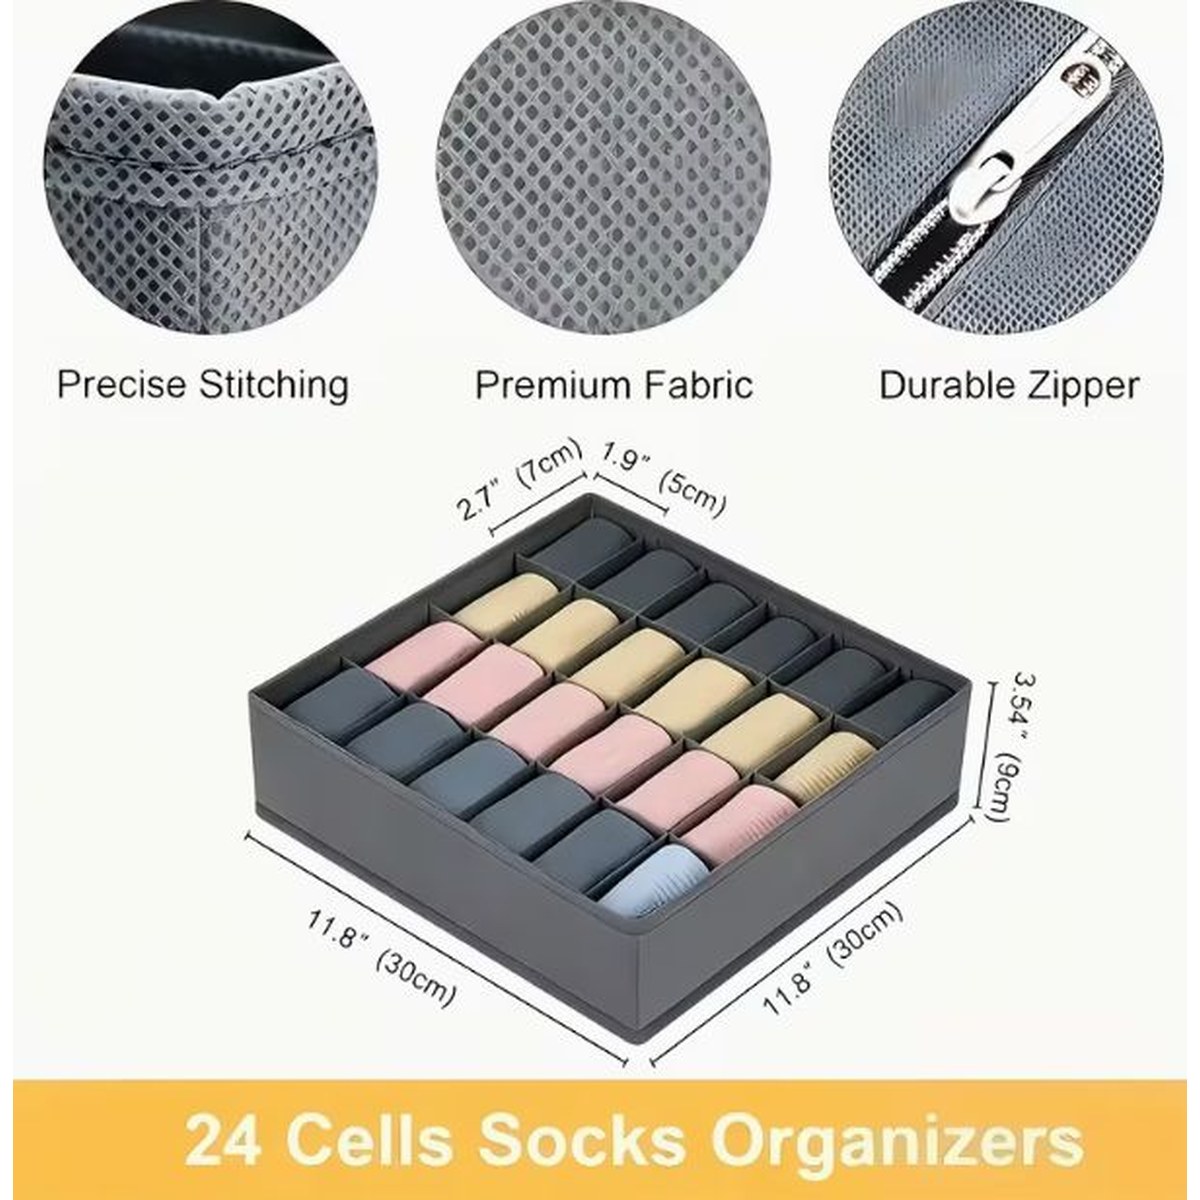 Precise Stitching
Premium Fabric
Durable Zipper
2.7" (7cm)
1.9" (5cm)
3.54" (9cm)
11.8" (30cm)
11.8" (30cm)
24 Cells Socks Organizers